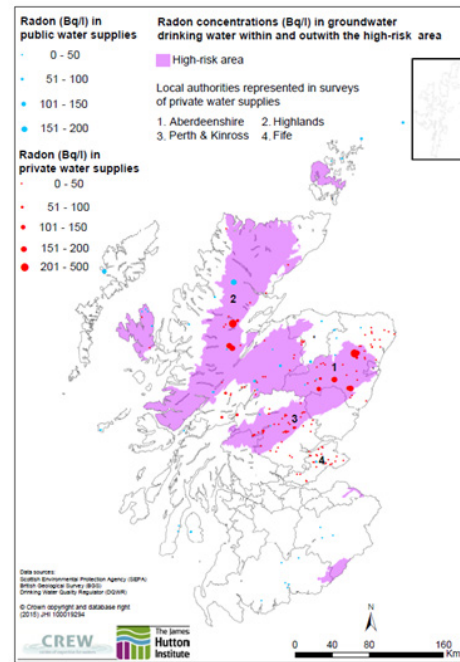 Radon (Bq/l) in
public water supplies
0 - 50
51 - 100
101 - 150
151 - 200
Radon (Bq/l) in
private water supplies
0 - 50
51 - 100
101 - 150
151 - 200
201 - 500
Radon concentrations (Bq/l) in groundwater
drinking water within and outwith the high-risk area
High-risk area
Local authorities represented in surveys
of private water supplies
1. Aberdeenshire 2. Highlands
3. Perth & Kinross 4. Fife
2
1
3
4
Data sources:
Scottish Environmental Protection Agency (SEPA)
British Geological Survey (BGS)
Drinking Water Quality Regulator (DQWR)
© Crown copyright and database right
(2015) JHI 100019294
CREW
The James
Hutton
Institute
N
0 40 80 160
Km